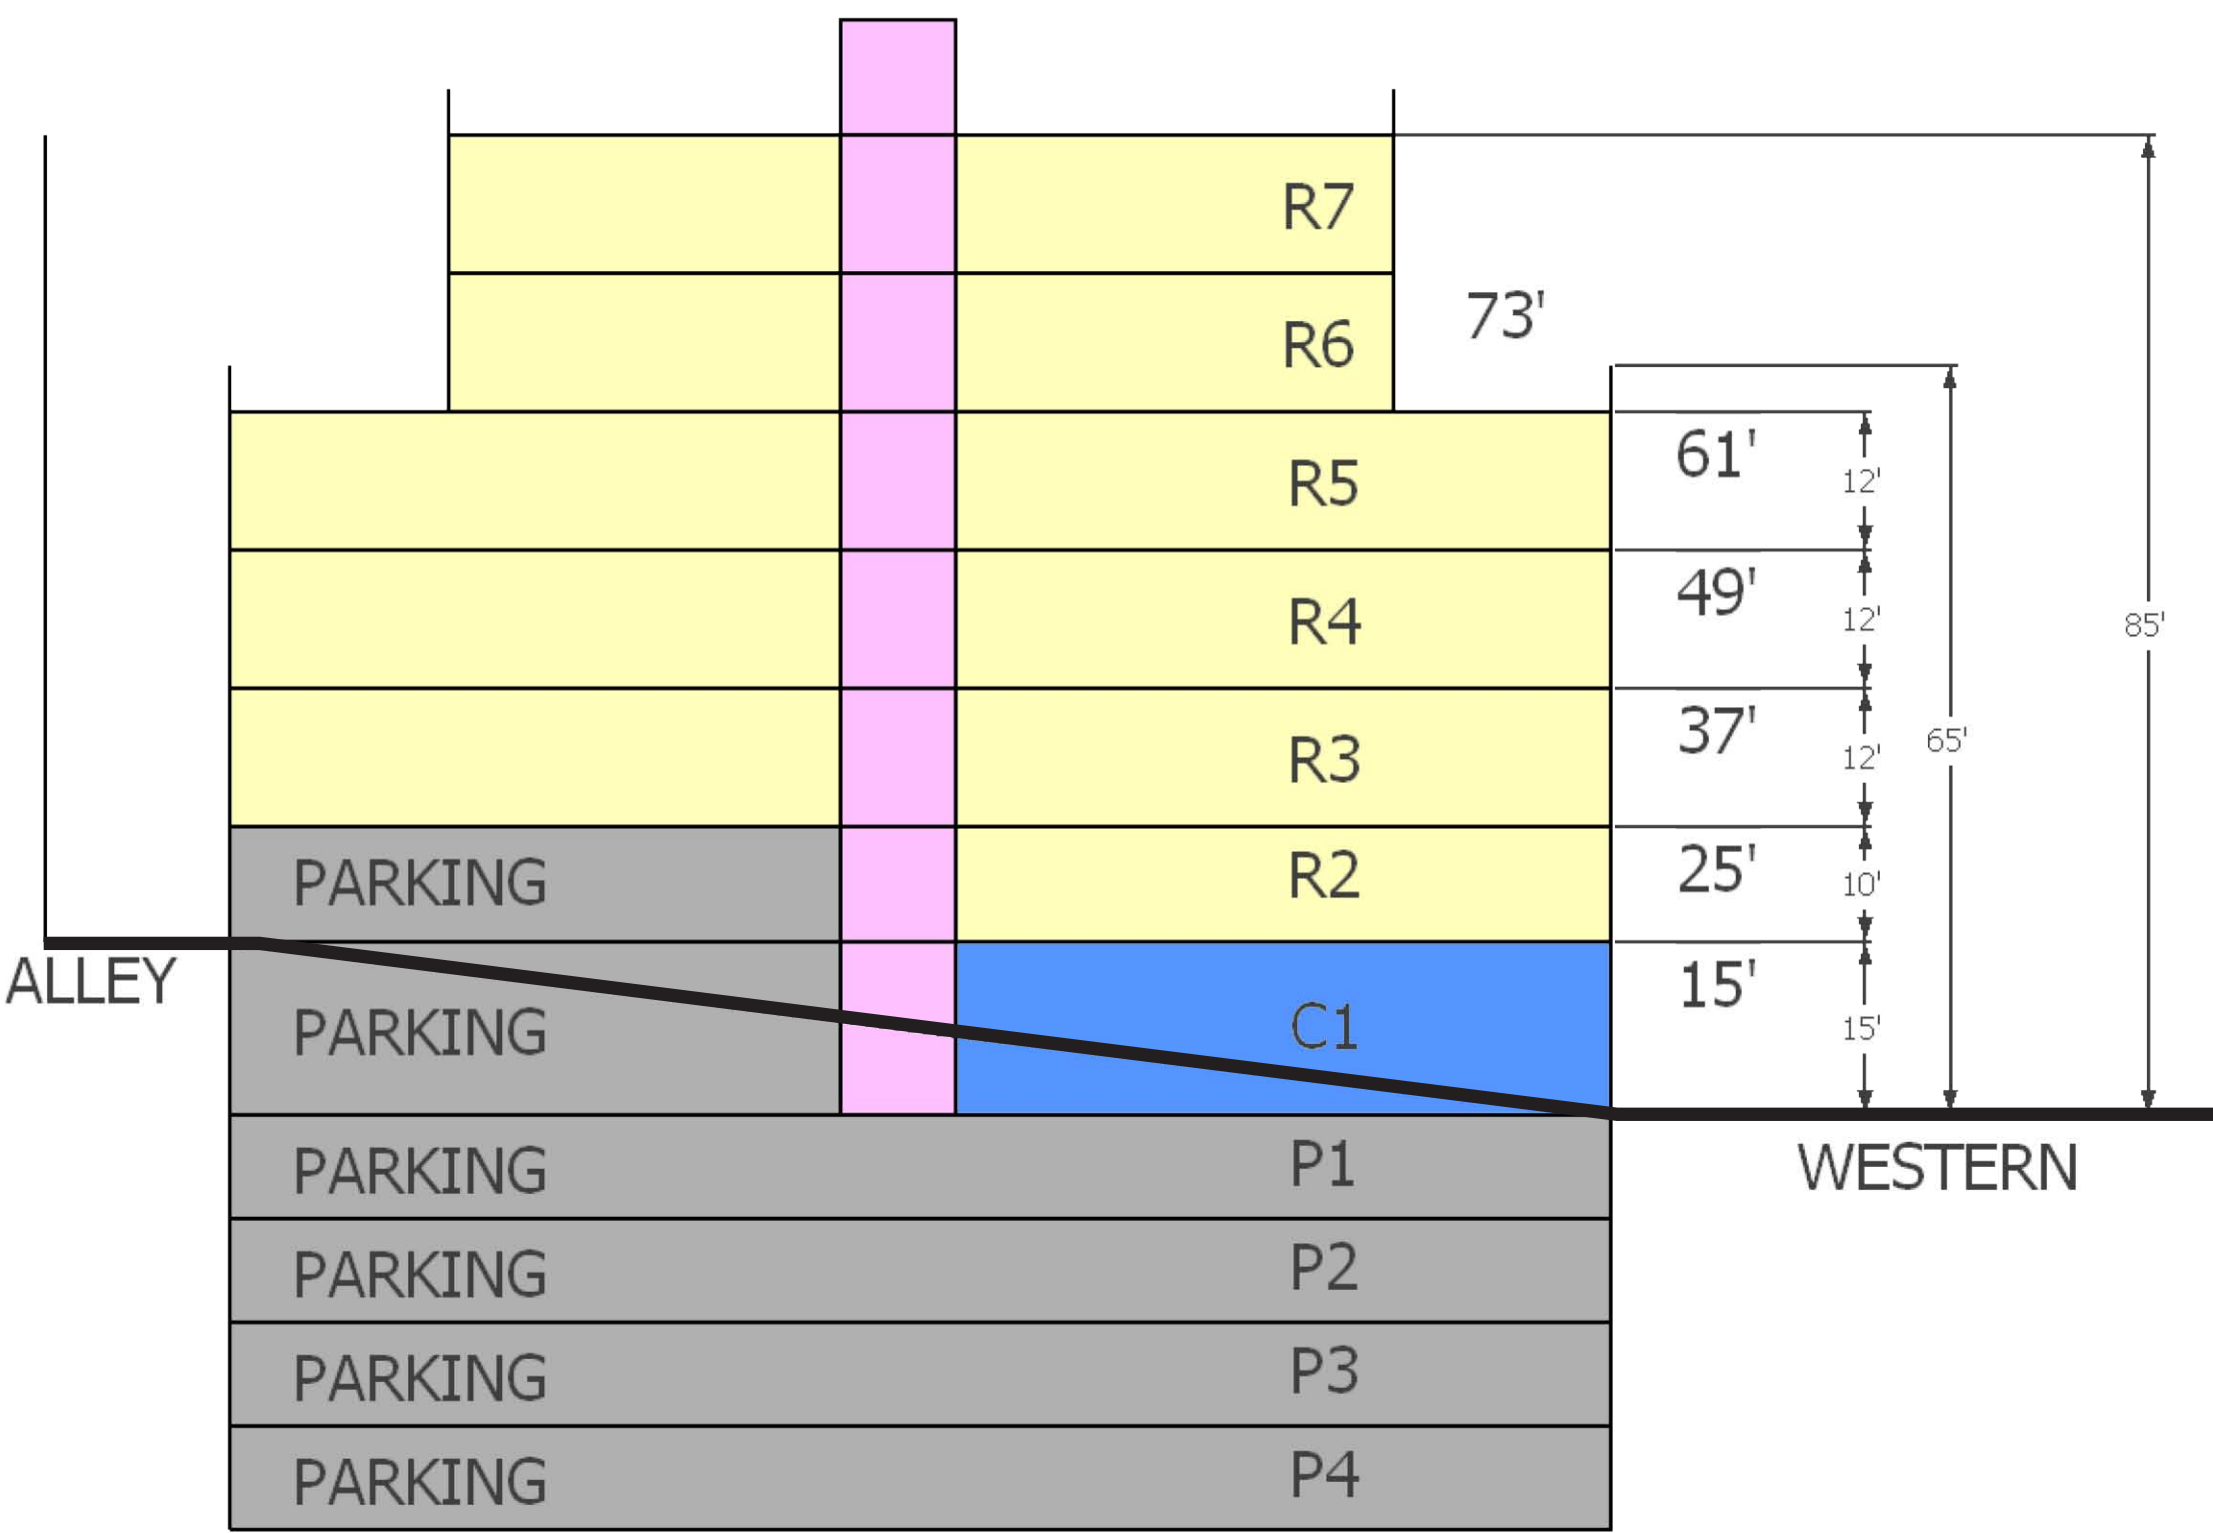 R7
R6
73'
R5
61'
12'
R4
49'
12'
85'
R3
37'
12'
65'
PARKING
R2
25'
10'
ALLEY
15'
PARKING
C1
15'
PARKING
P1
WESTERN
PARKING
P2
PARKING
P3
PARKING
P4